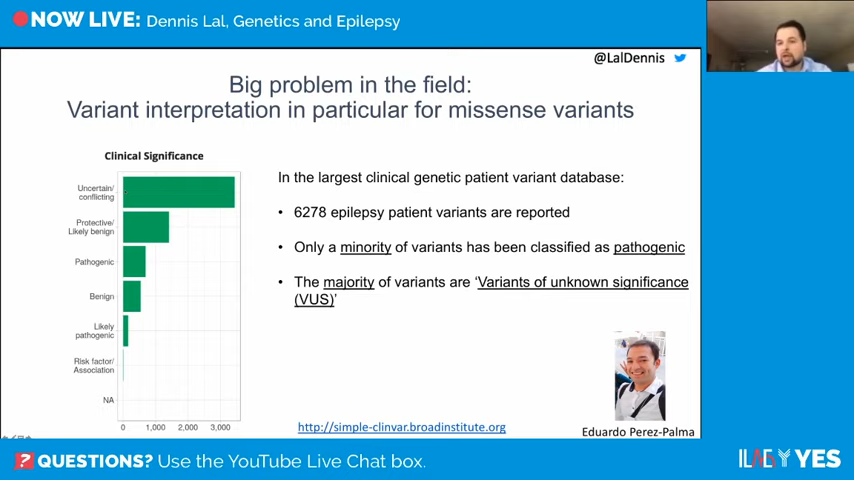 NOW LIVE: Dennis Lal, Genetics and Epilepsy
@LalDennis
Big problem in the field:
Variant interpretation in particular for missense variants
Clinical Significance
Uncertain/
conflicting
Protective/
Likely benign
Pathogenic
Benign
Likely
pathogenic
Risk factor/
Association
NA
0 1,000 2,000 3,000
In the largest clinical genetic patient variant database:
• 6278 epilepsy patient variants are reported
• Only a minority of variants has been classified as pathogenic
• The majority of variants are ‘Variants of unknown significance
(VUS)’
http://simple-clinvar.broadinstitute.org
Eduardo Perez-Palma
? QUESTIONS? Use the YouTube Live Chat box.
ILAE YES